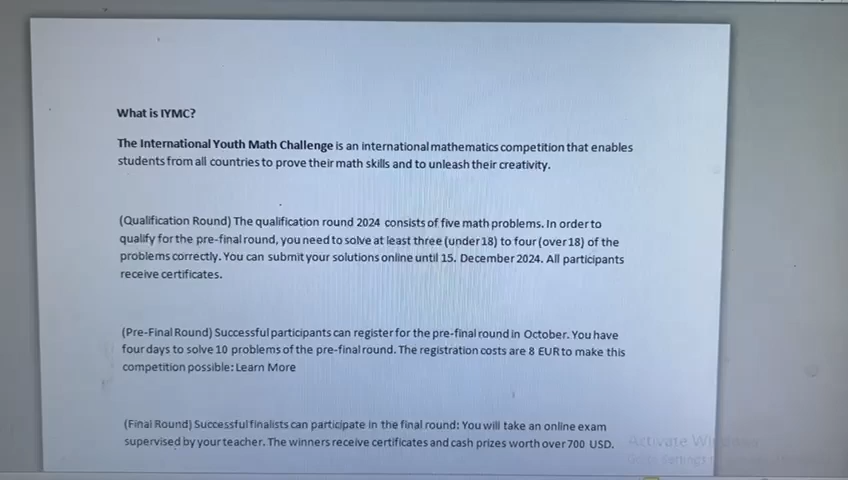 What is IYMC?
The International Youth Math Challenge is an international mathematics competition that enables
students from all countries to prove their math skills and to unleash their creativity.
(Qualification Round) The qualification round 2024 consists of five math problems. In order to
qualify for the pre-final round, you need to solve at least three (under 18) to four (over 18) of the
problems correctly. You can submit your solutions online until 15. December 2024. All participants
receive certificates.
(Pre-Final Round) Successful participants can register for the pre-final round in October. You have
four days to solve 10 problems of the pre-final round. The registration costs are 8 EUR to make this
competition possible: Learn More
(Final Round) Successful finalists can participate in the final round: You will take an online exam
supervised by your teacher. The winners receive certificates and cash prizes worth over 700 USD.
Activate Windows
Go to Settings